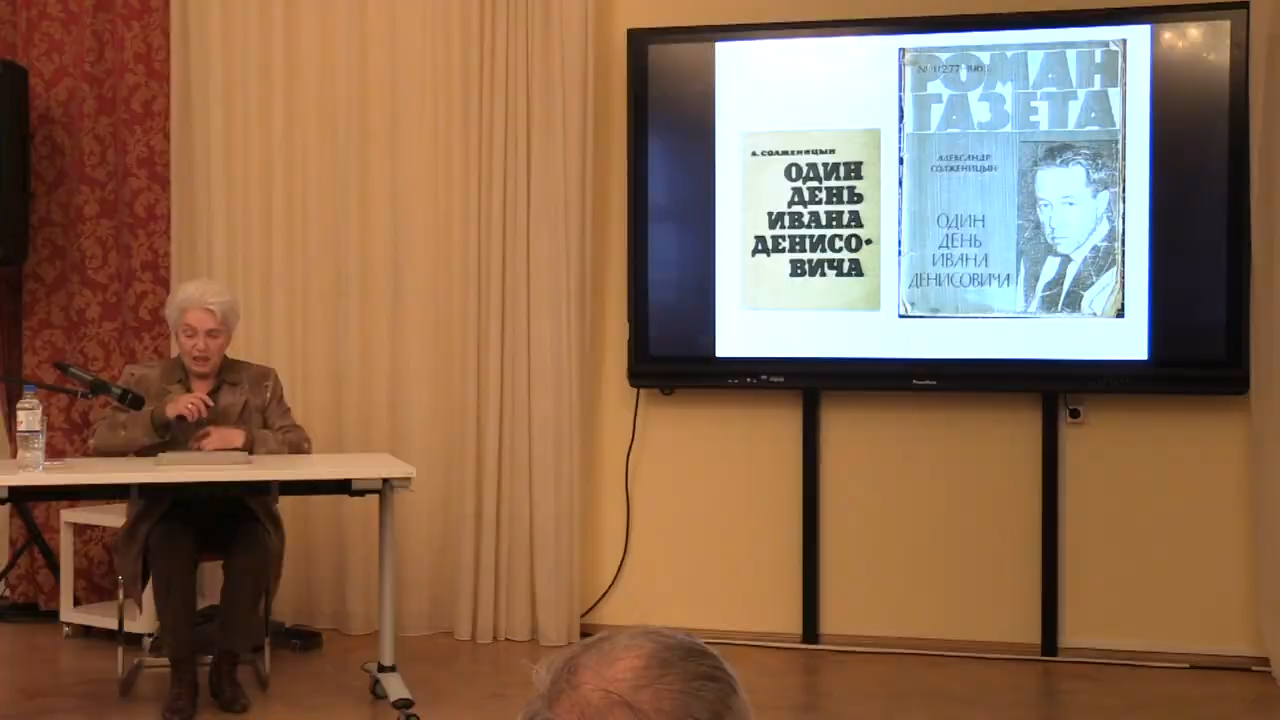 А. СОЛЖЕНИЦЫН
ОДИН
ДЕНЬ
ИВАНА
ДЕНИСО-
ВИЧА
РОМАН
ГАЗЕТА
АЛЕКСАНДР
СОЛЖЕНИЦЫН
ОДИН
ДЕНЬ
ИВАНА
ДЕНИСОВИЧА